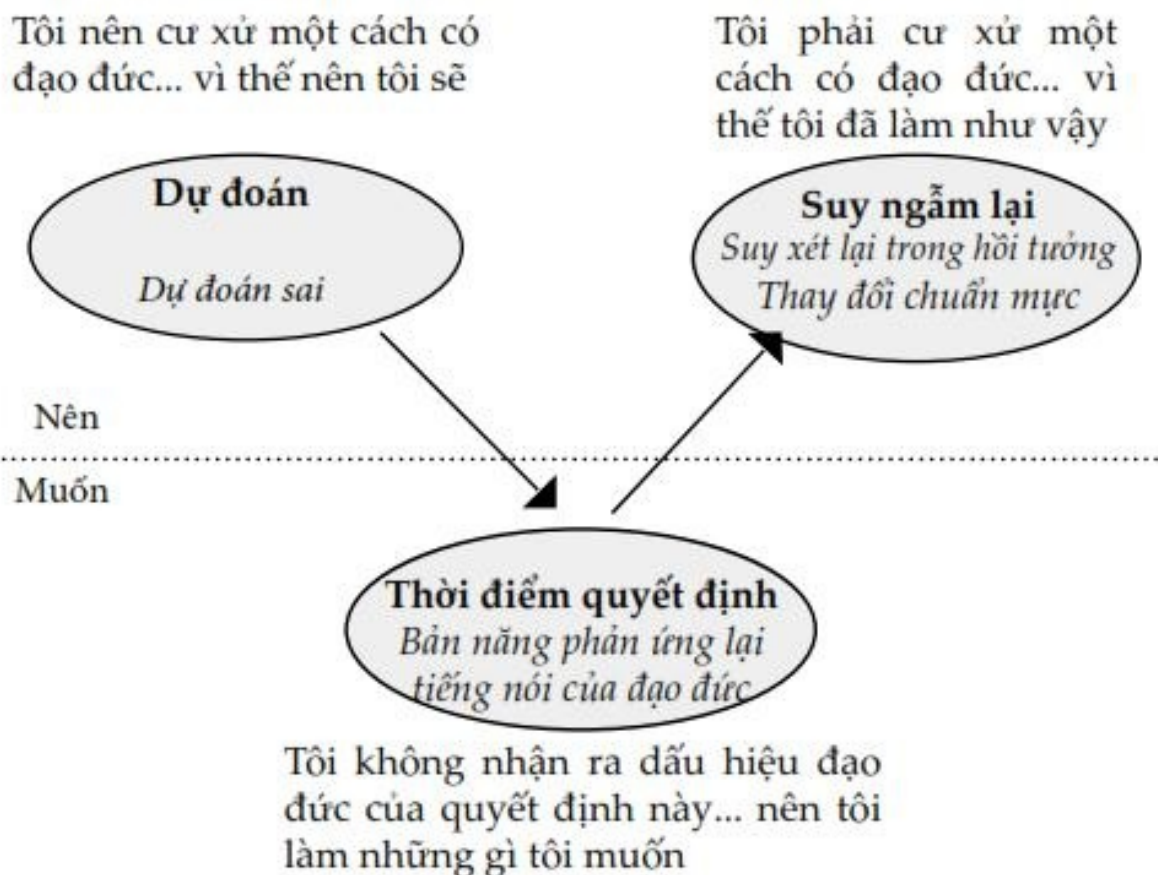 Tôi nên cư xử một cách có
đạo đức... vì thế nên tôi sẽ
Tôi phải cư xử một
cách có đạo đức... vì
thế tôi đã làm như vậy
Dự đoán
Dự đoán sai
Suy ngẫm lại
Suy xét lại trong hồi tưởng
Thay đổi chuẩn mực
Nên
Muốn
Thời điểm quyết định
Bản năng phản ứng lại
tiếng nói của đạo đức
Tôi không nhận ra dấu hiệu đạo
đức của quyết định này... nên tôi
làm những gì tôi muốn